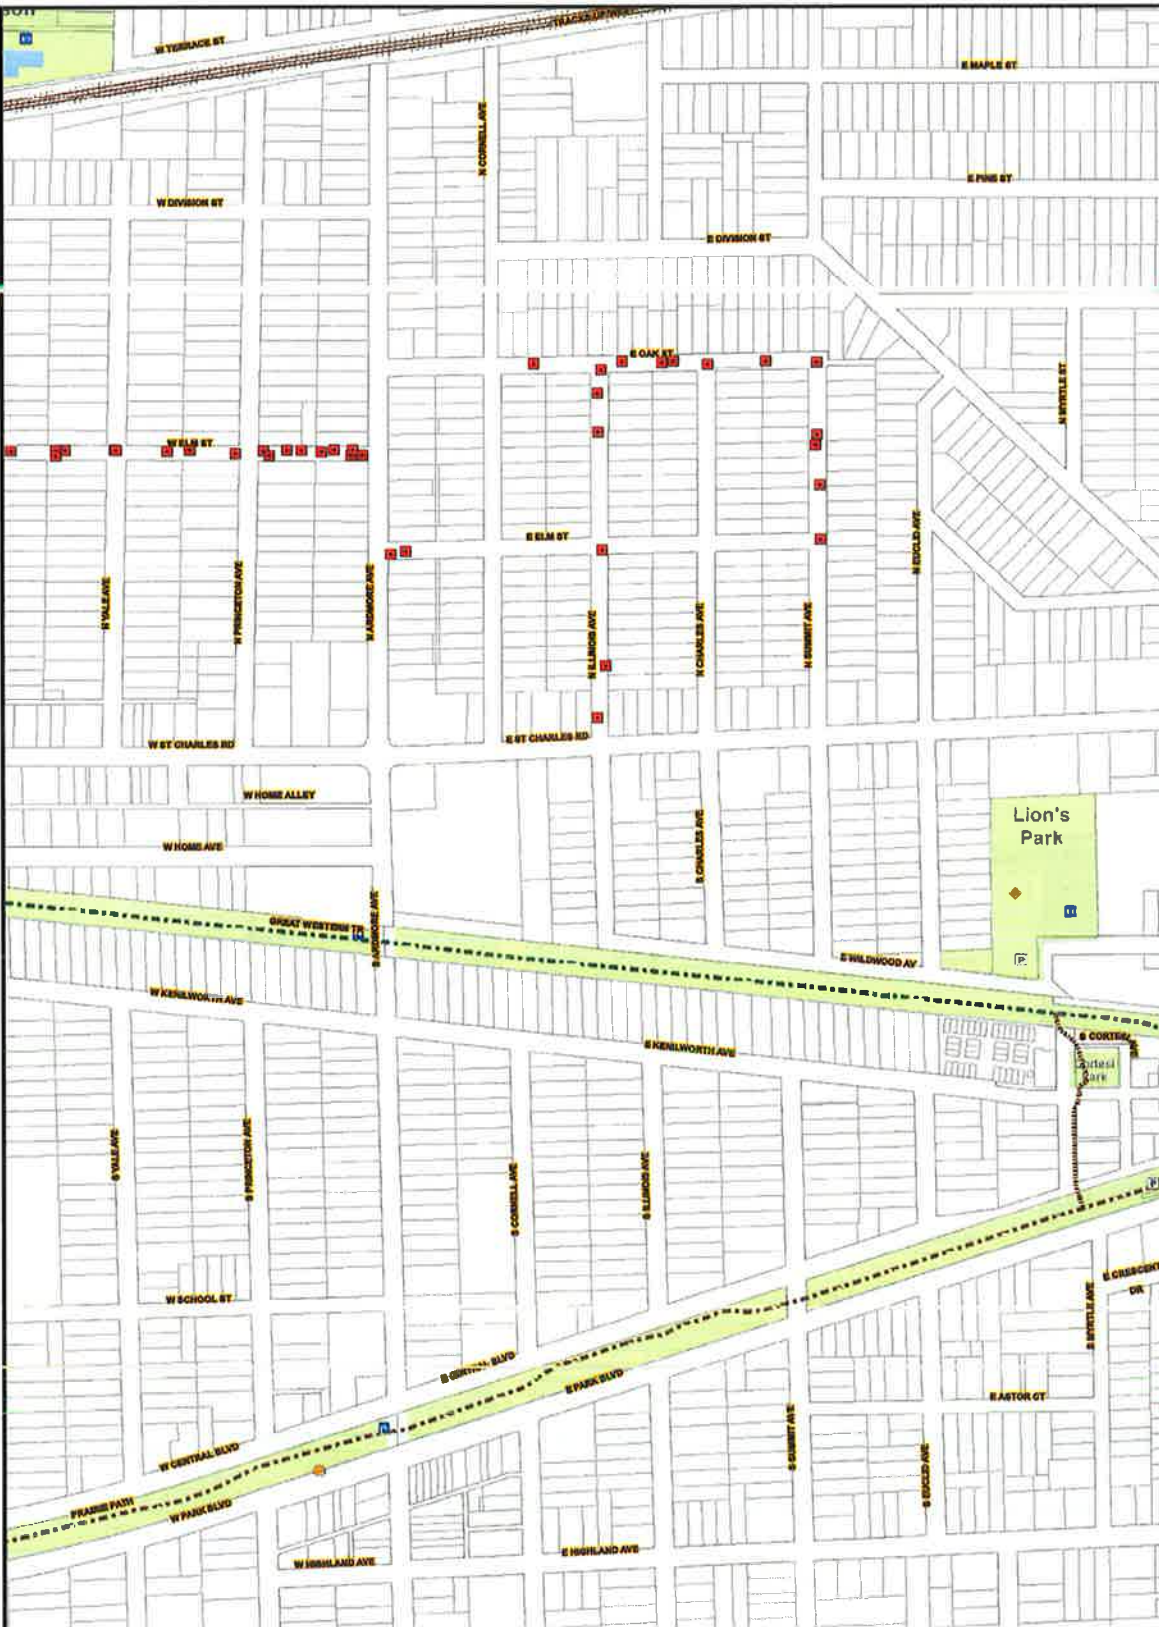 W TERRACE ST
E MAPLE ST
N CORNELL AVE
E PINE ST
W DIVISION ST
E DIVISION ST
E OAK ST
N MYRTLE ST
W ELM ST
E ELM ST
N EUCLID AVE
N YALE AVE
N PRINCETON AVE
N ARDMORE AVE
N ILLINOIS AVE
N CHARLES AVE
N SUMMIT AVE
W ST CHARLES RD
E ST CHARLES RD
W HOME ALLEY
Lion's
Park
W HOME AVE
S CHARLES AVE
GREAT WESTERN TR
S ARDMORE AVE
E WILDWOOD AV
P
W KENILWORTH AVE
E KENILWORTH AVE
S YALE AVE
S PRINCETON AVE
S CORNELL AVE
S ILLINOIS AVE
P
E CRESCENT
DR
W SCHOOL ST
S MYRTLE AVE
E CENTRAL BLVD
E PARK BLVD
E ASTOR CT
S SUMMIT AVE
W CENTRAL BLVD
S EUCLID AVE
PRAIRIE PATH
W PARK BLVD
W HIGHLAND AVE
E HIGHLAND AVE